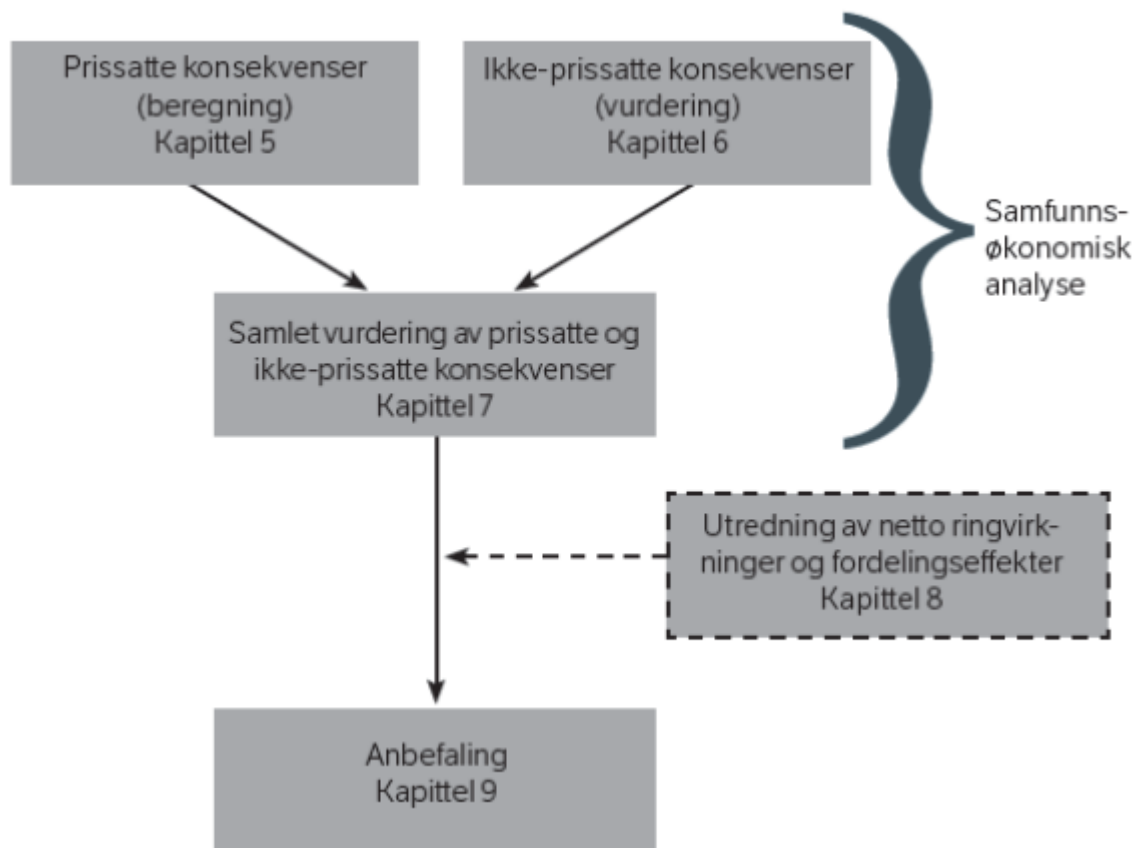 Prissatte konsekvenser
(beregning)
Kapittel 5
Ikke-prissatte konsekvenser
(vurdering)
Kapittel 6
Samfunns-
økonomisk
analyse
Samlet vurdering av prissatte og
ikke-prissatte konsekvenser
Kapittel 7
Utredning av netto ringvirk-
ninger og fordelingseffekter
Kapittel 8
Anbefaling
Kapittel 9